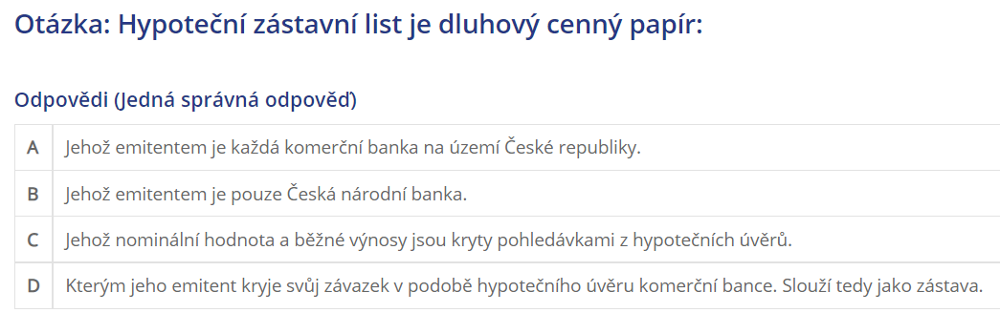 Otázka: Hypoteční zástavní list je dluhový cenný papír:
Odpovědi (Jedná správná odpověď)
A Jehož emitentem je každá komerční banka na území České republiky.
B Jehož emitentem je pouze Česká národní banka.
C Jehož nominální hodnota a běžné výnosy jsou kryty pohledávkami z hypotečních úvěrů.
D Kterým jeho emitent kryje svůj závazek v podobě hypotečního úvěru komerční bance. Slouží tedy jako zástava.